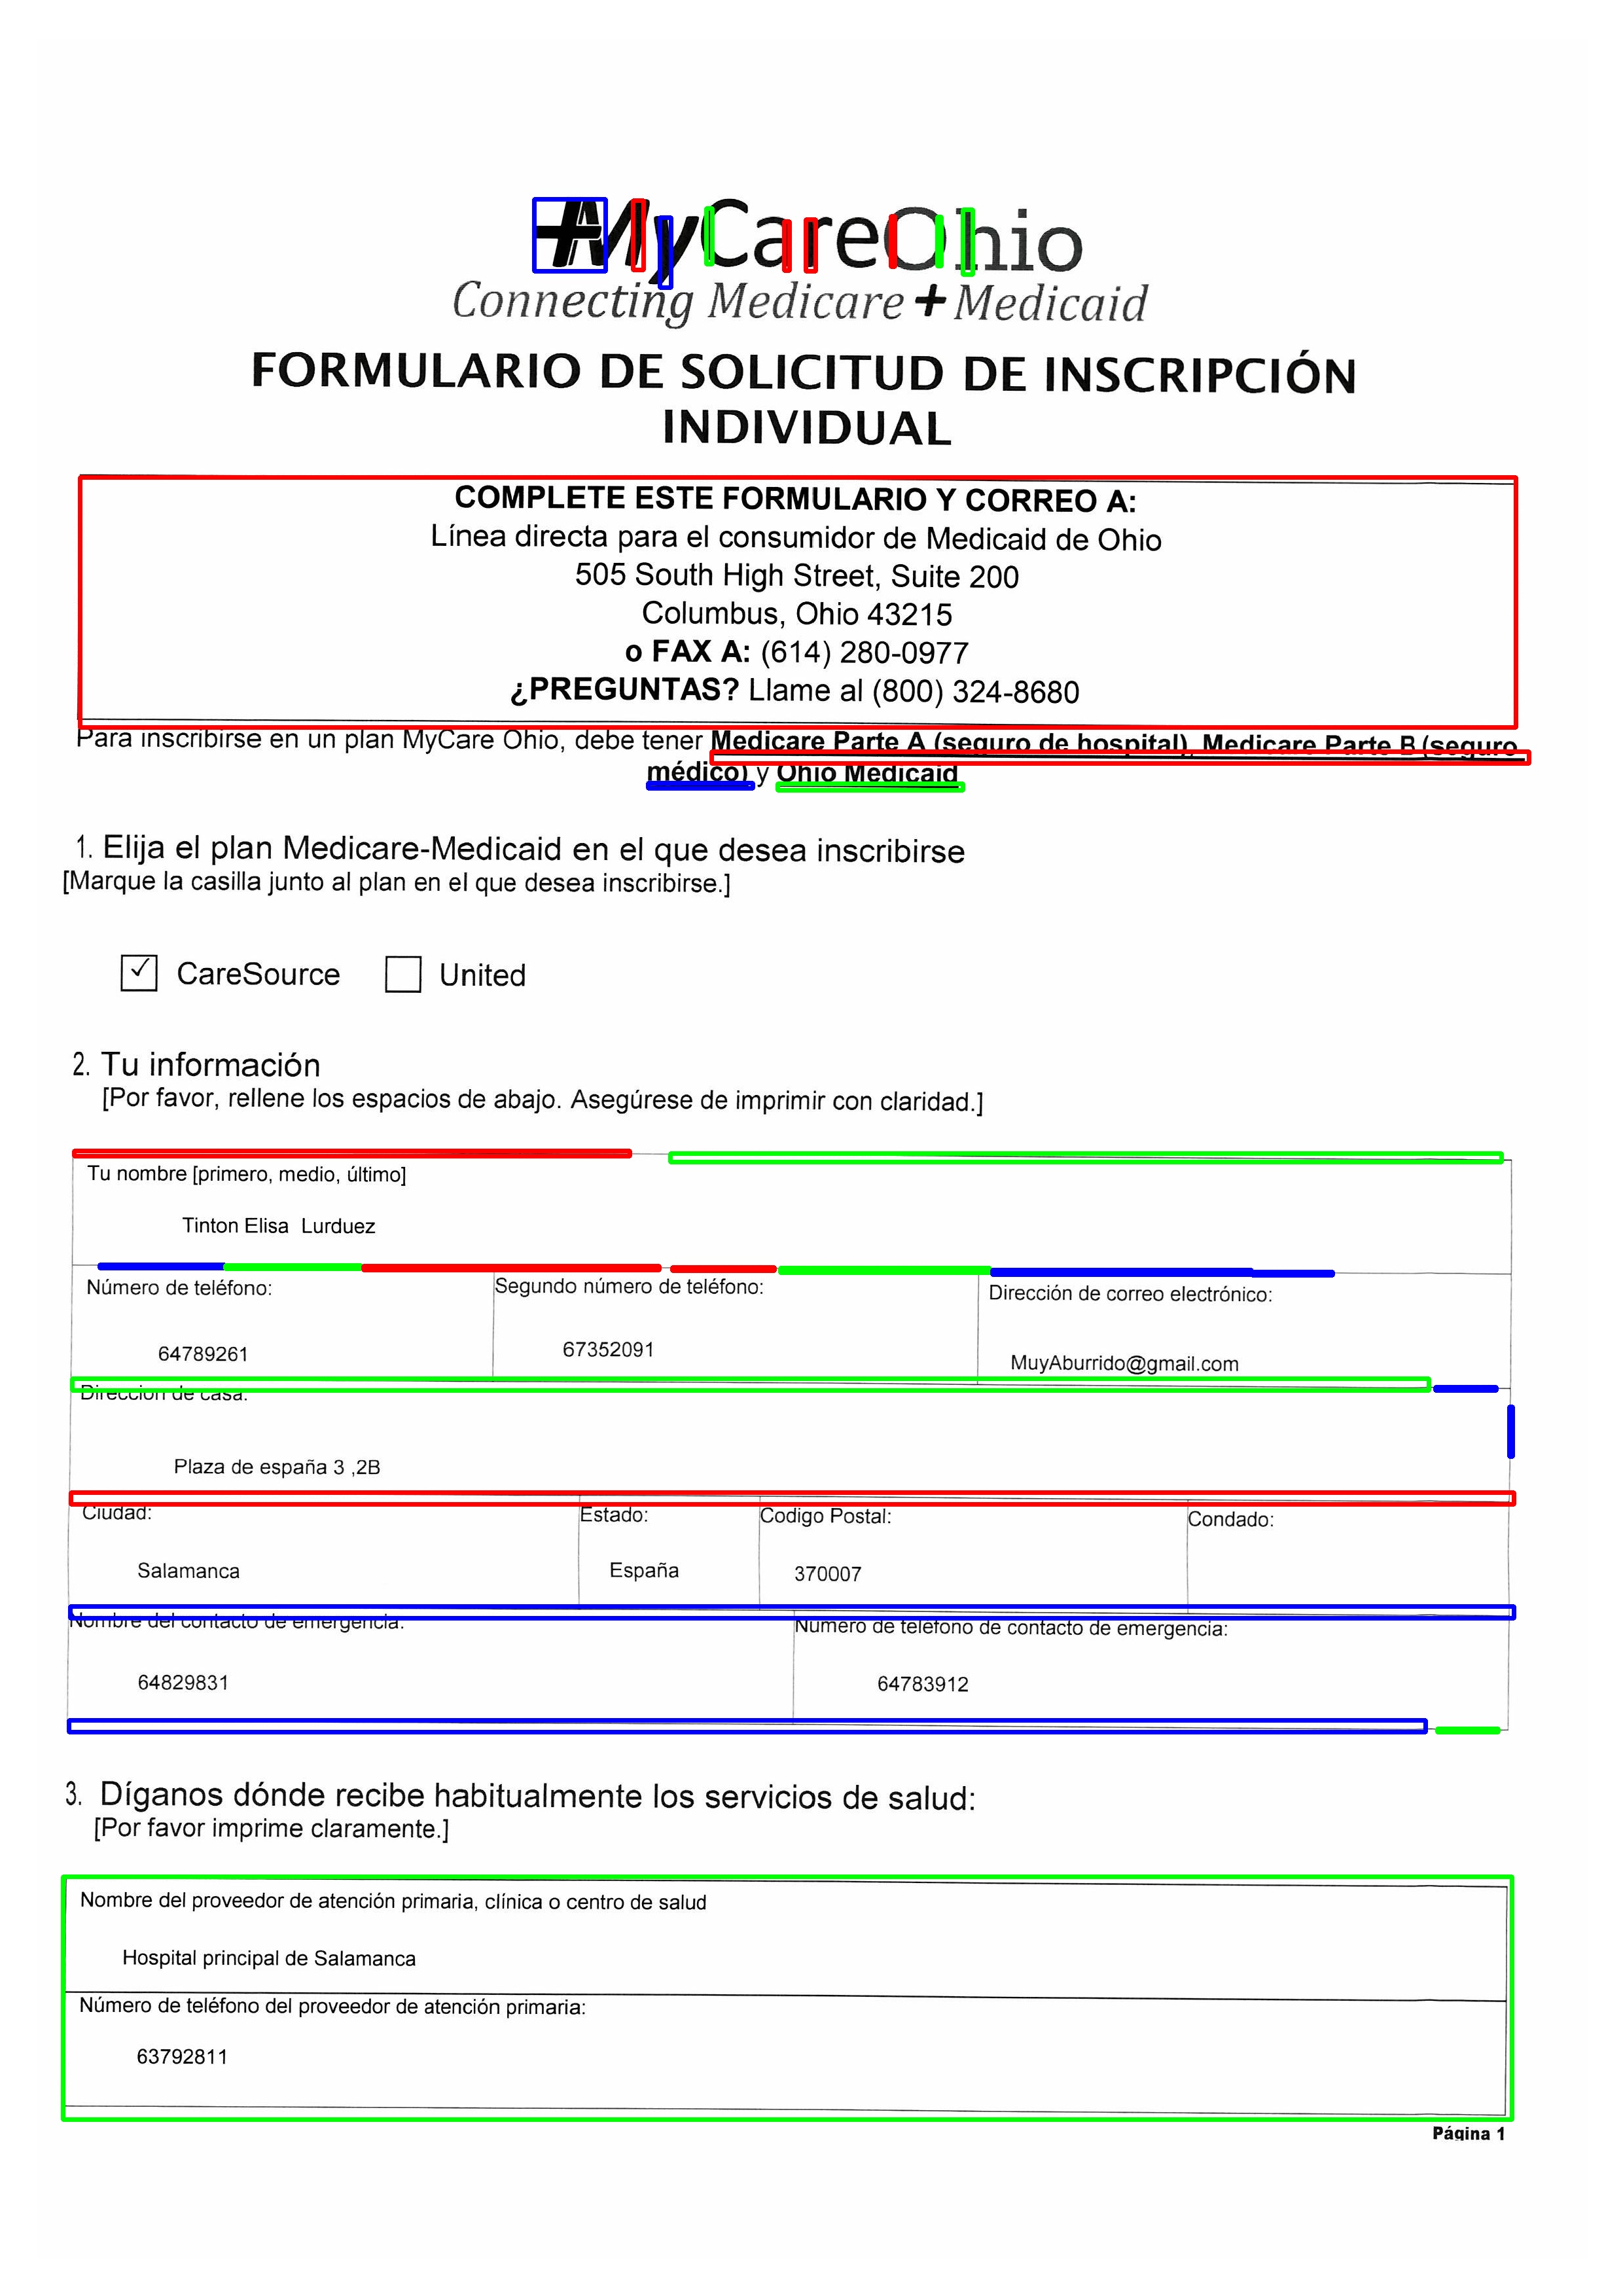 MyCareOhio
Connecting Medicare + Medicaid
FORMULARIO DE SOLICITUD DE INSCRIPCIÓN
INDIVIDUAL
COMPLETE ESTE FORMULARIO Y CORREO A:
Línea directa para el consumidor de Medicaid de Ohio
505 South High Street, Suite 200
Columbus, Ohio 43215
o FAX A: (614) 280-0977
¿PREGUNTAS? Llame al (800) 324-8680
Para inscribirse en un plan MyCare Ohio, debe tener Medicare Parte A (seguro de hospital), Medicare Parte B (seguro
médico) y Ohio Medicaid
1. Elija el plan Medicare-Medicaid en el que desea inscribirse
[Marque la casilla junto al plan en el que desea inscribirse.]
✓ CareSource United
2. Tu información
[Por favor, rellene los espacios de abajo. Asegúrese de imprimir con claridad.]
Tu nombre [primero, medio, último]
Tinton Elisa Lurduez
Número de teléfono: Segundo número de teléfono: Dirección de correo electrónico:
64789261 67352091 MuyAburrido@gmail.com
Dirección de casa:
Plaza de españa 3 ,2B
Ciudad: Estado: Codigo Postal: Condado:
Salamanca España 370007
Nombre del contacto de emergencia: Número de teléfono de contacto de emergencia:
64829831 64783912
3. Díganos dónde recibe habitualmente los servicios de salud:
[Por favor imprime claramente.]
Nombre del proveedor de atención primaria, clínica o centro de salud
Hospital principal de Salamanca
Número de teléfono del proveedor de atención primaria:
63792811
Página 1